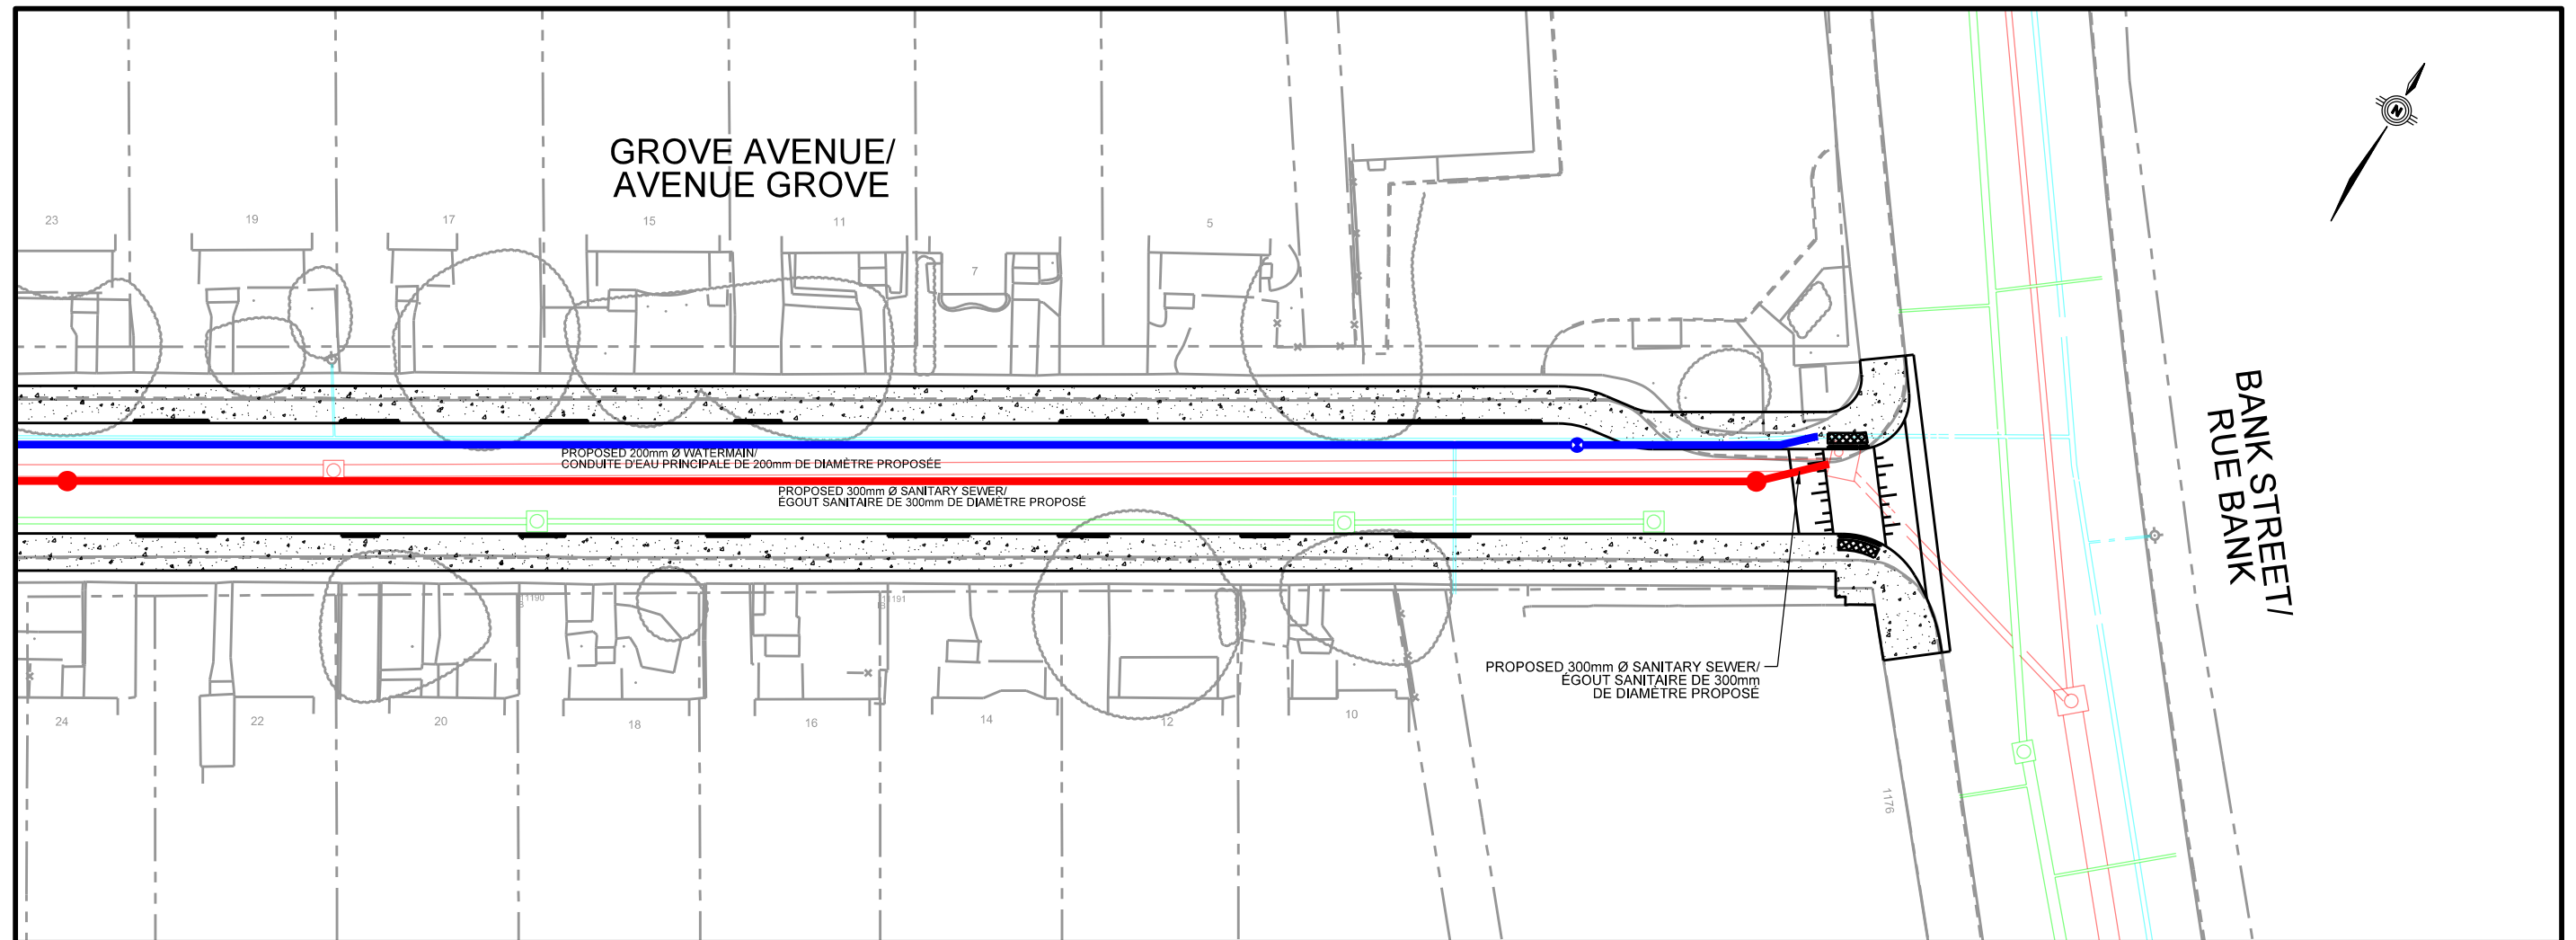 GROVE AVENUE/
AVENUE GROVE
23
19
17
15
11
7
5
N
PROPOSED 200mm Ø WATERMAIN/
CONDUITE D'EAU PRINCIPALE DE 200mm DE DIAMÈTRE PROPOSÉE
PROPOSED 300mm Ø SANITARY SEWER/
ÉGOUT SANITAIRE DE 300mm DE DIAMÈTRE PROPOSÉ
BANK STREET/
RUE BANK
1190
1191
PROPOSED 300mm Ø SANITARY SEWER/
ÉGOUT SANITAIRE DE 300mm
DE DIAMÈTRE PROPOSÉ
24
22
20
18
16
14
12
10
1176